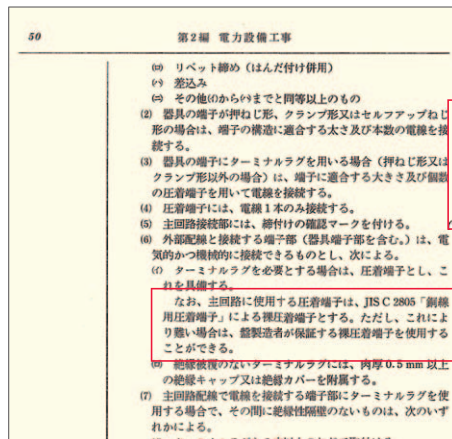 50
第2編 電力設備工事
(ロ) リベット締め(はんだ付け併用)
(ハ) 差込み
(ニ) その他(イ)から(ハ)までと同等以上のもの
(2) 器具の端子が押ねじ形、クランプ形又はセルフアップねじ
形の場合は、端子の構造に適合する太さ及び本数の電線を接
続する。
(3) 器具の端子にターミナルラグを用いる場合(押ねじ形又は
クランプ形以外の場合)は、端子に適合する大きさ及び個数
の圧着端子を用いて電線を接続する。
(4) 圧着端子には、電線1本のみ接続する。
(5) 主回路接続部には、締付けの確認マークを付ける。
(6) 外部配線と接続する端子部(器具端子部を含む。)は、電
気的かつ機械的に接続できるものとし、次による。
(イ) ターミナルラグを必要とする場合は、圧着端子とし、こ
れを具備する。
なお、主回路に使用する圧着端子は、JIS C 2805「銅線
用圧着端子」による裸圧着端子とする。ただし、これによ
り難い場合は、盤製造者が保証する裸圧着端子を使用する
ことができる。
(ロ) 絶縁被覆のないターミナルラグには、肉厚0.5mm以上
の絶縁キャップ又は絶縁カバーを附属する。
(7) 主回路配線で電線を接続する端子部にターミナルラグを使
用する場合で、その間に絶縁性隔壁のないものは、次のいず
れかによる。